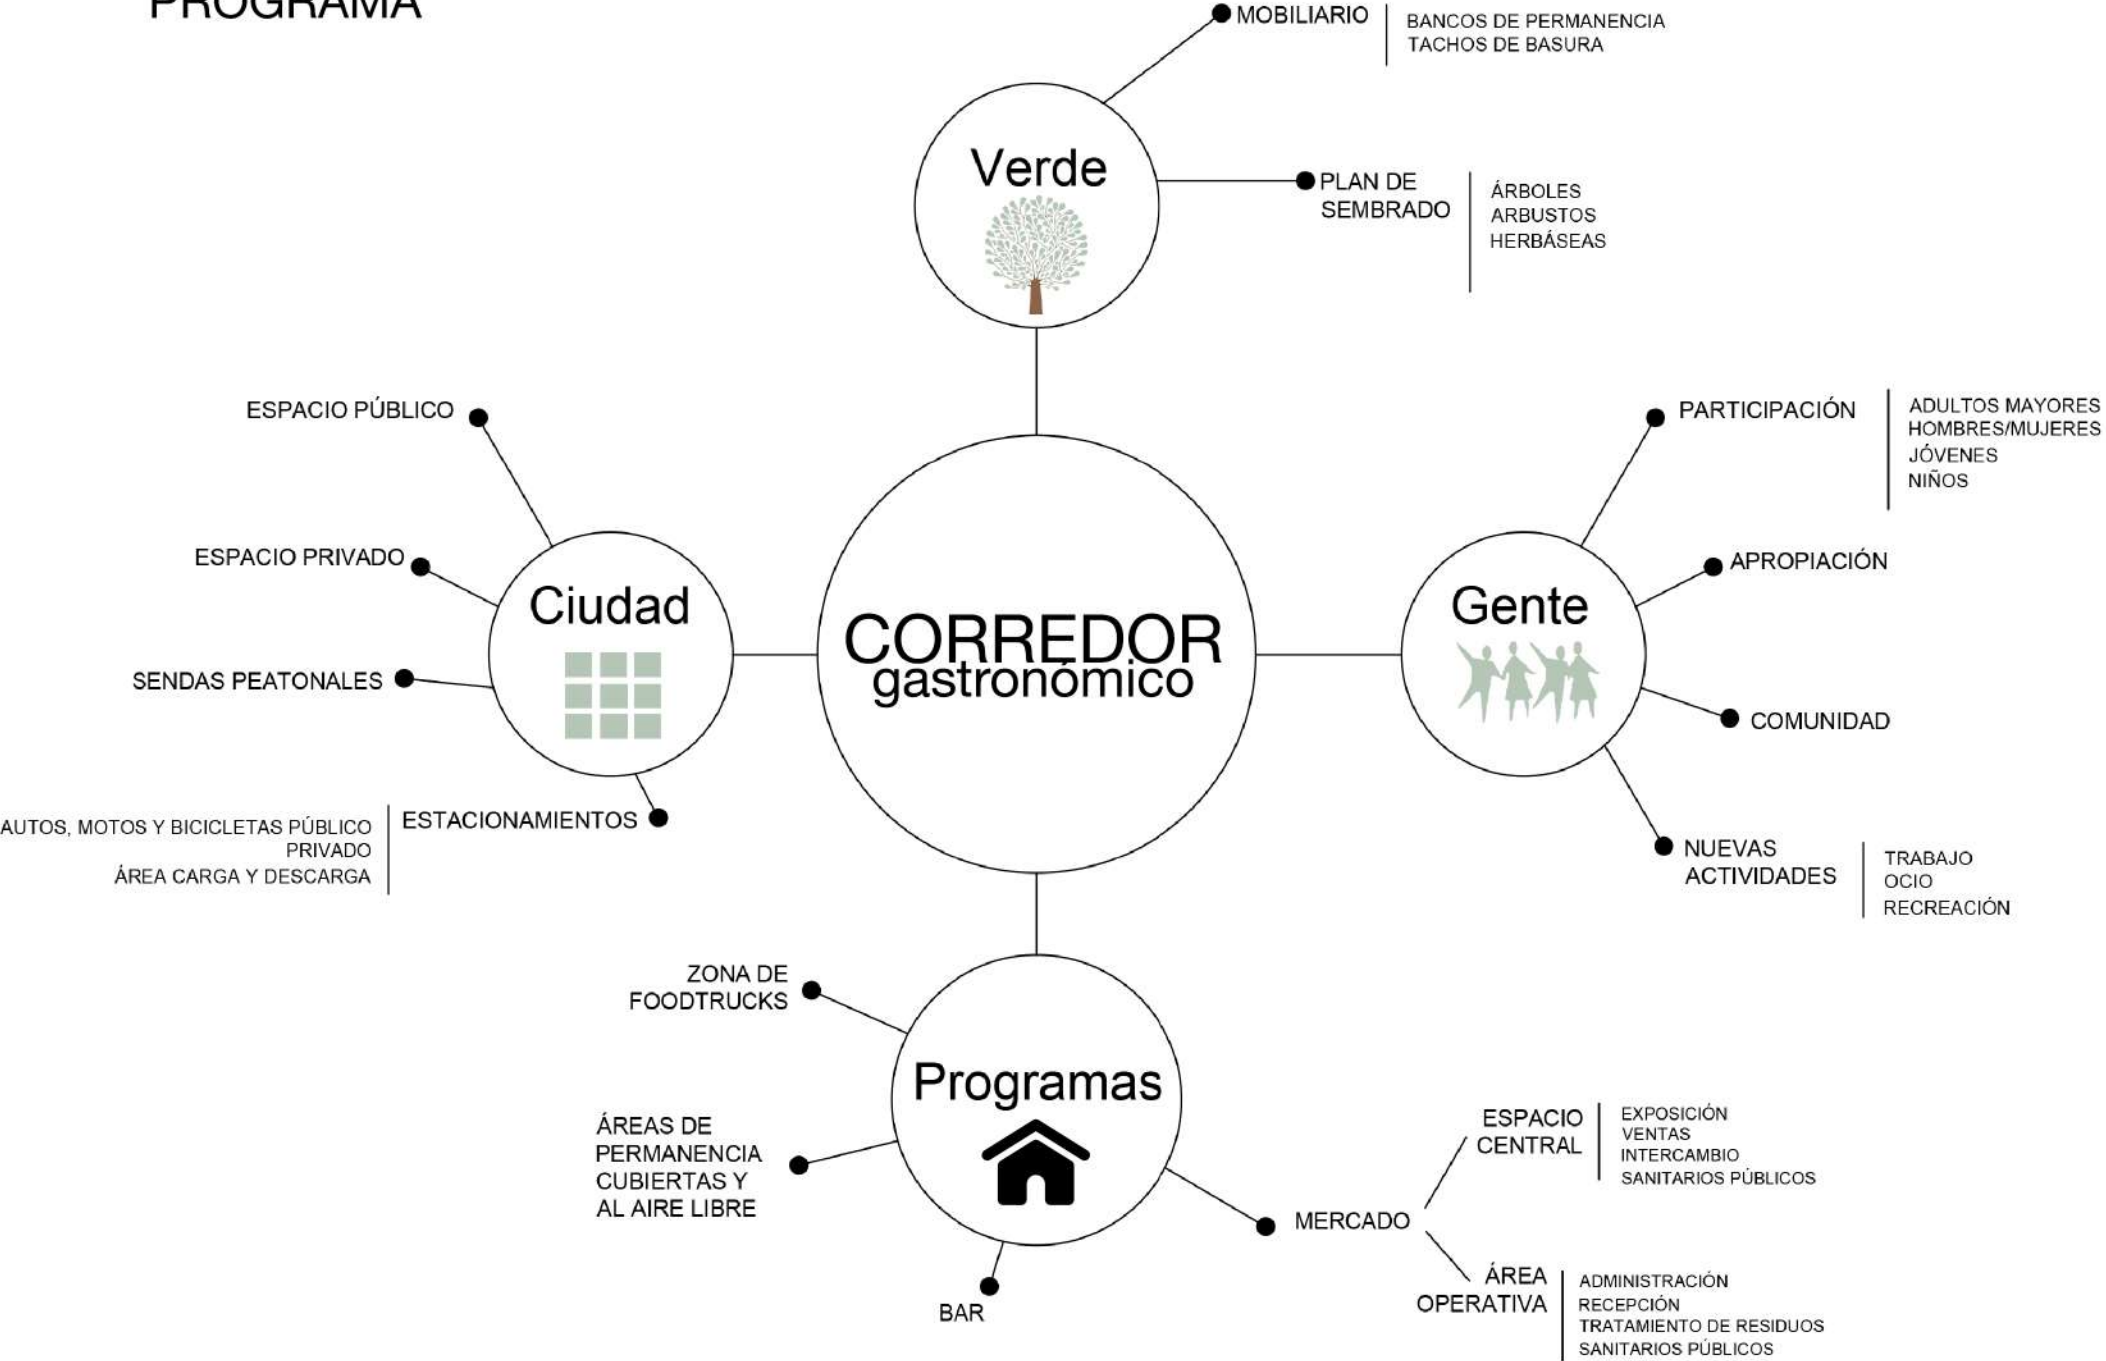 PROGRAMA
MOBILIARIO
BANCOS DE PERMANENCIA
TACHOS DE BASURA
Verde
PLAN DE
SEMBRADO
ÁRBOLES
ARBUSTOS
HERBÁSEAS
ESPACIO PÚBLICO
ESPACIO PRIVADO
Ciudad
SENDAS PEATONALES
ESTACIONAMIENTOS
AUTOS, MOTOS Y BICICLETAS PÚBLICO
PRIVADO
ÁREA CARGA Y DESCARGA
CORREDOR
gastronómico
Gente
PARTICIPACIÓN
ADULTOS MAYORES
HOMBRES/MUJERES
JÓVENES
NIÑOS
APROPIACIÓN
COMUNIDAD
NUEVAS
ACTIVIDADES
TRABAJO
OCIO
RECREACIÓN
ZONA DE
FOODTRUCKS
Programas
ÁREAS DE
PERMANENCIA
CUBIERTAS Y
AL AIRE LIBRE
BAR
MERCADO
ESPACIO
CENTRAL
EXPOSICIÓN
VENTAS
INTERCAMBIO
SANITARIOS PÚBLICOS
ÁREA
OPERATIVA
ADMINISTRACIÓN
RECEPCIÓN
TRATAMIENTO DE RESIDUOS
SANITARIOS PÚBLICOS